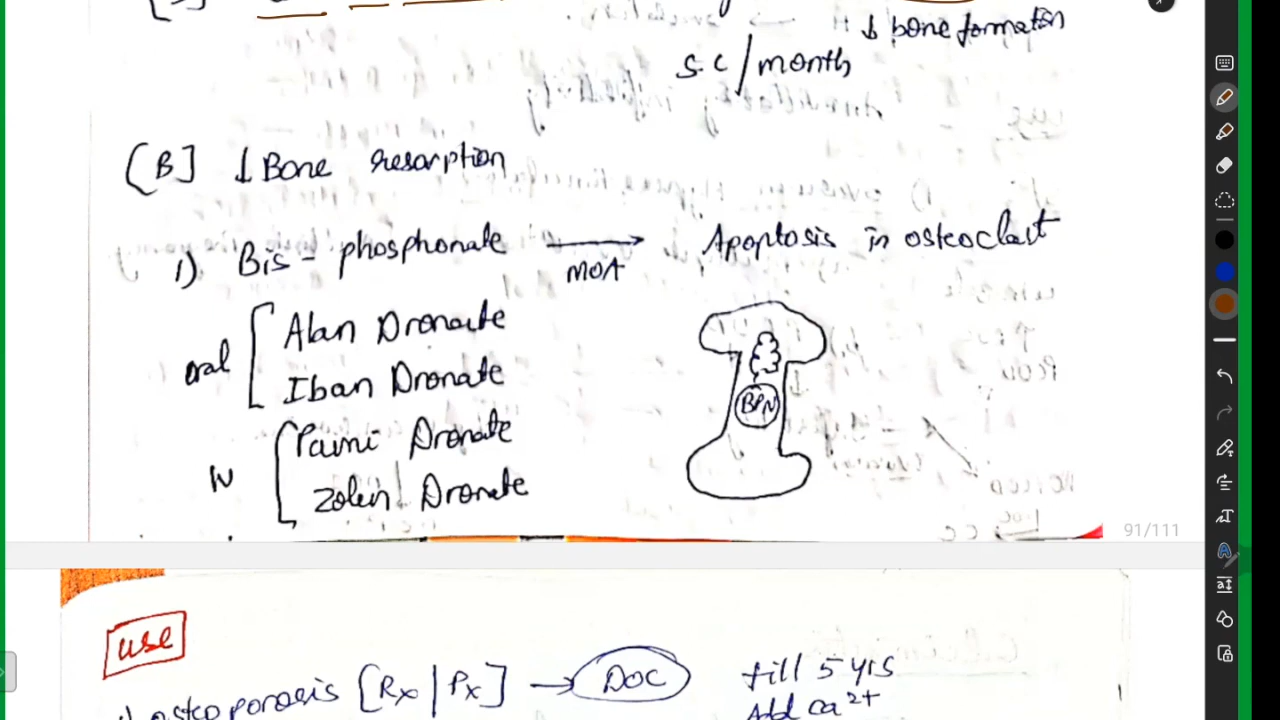 ↓ bone formation
S.C / month
[B] ↓ Bone resorption
1) Bis - phosphonate → MOA Apoptosis in osteoclast
oral
Alan Dronate
Iban Dronate
IV
Pami Dronate
Zolen Dronate
BPN
91/111
use
osteoporosis [Rx | Px] → DOC till 5 yrs
Add ca2+